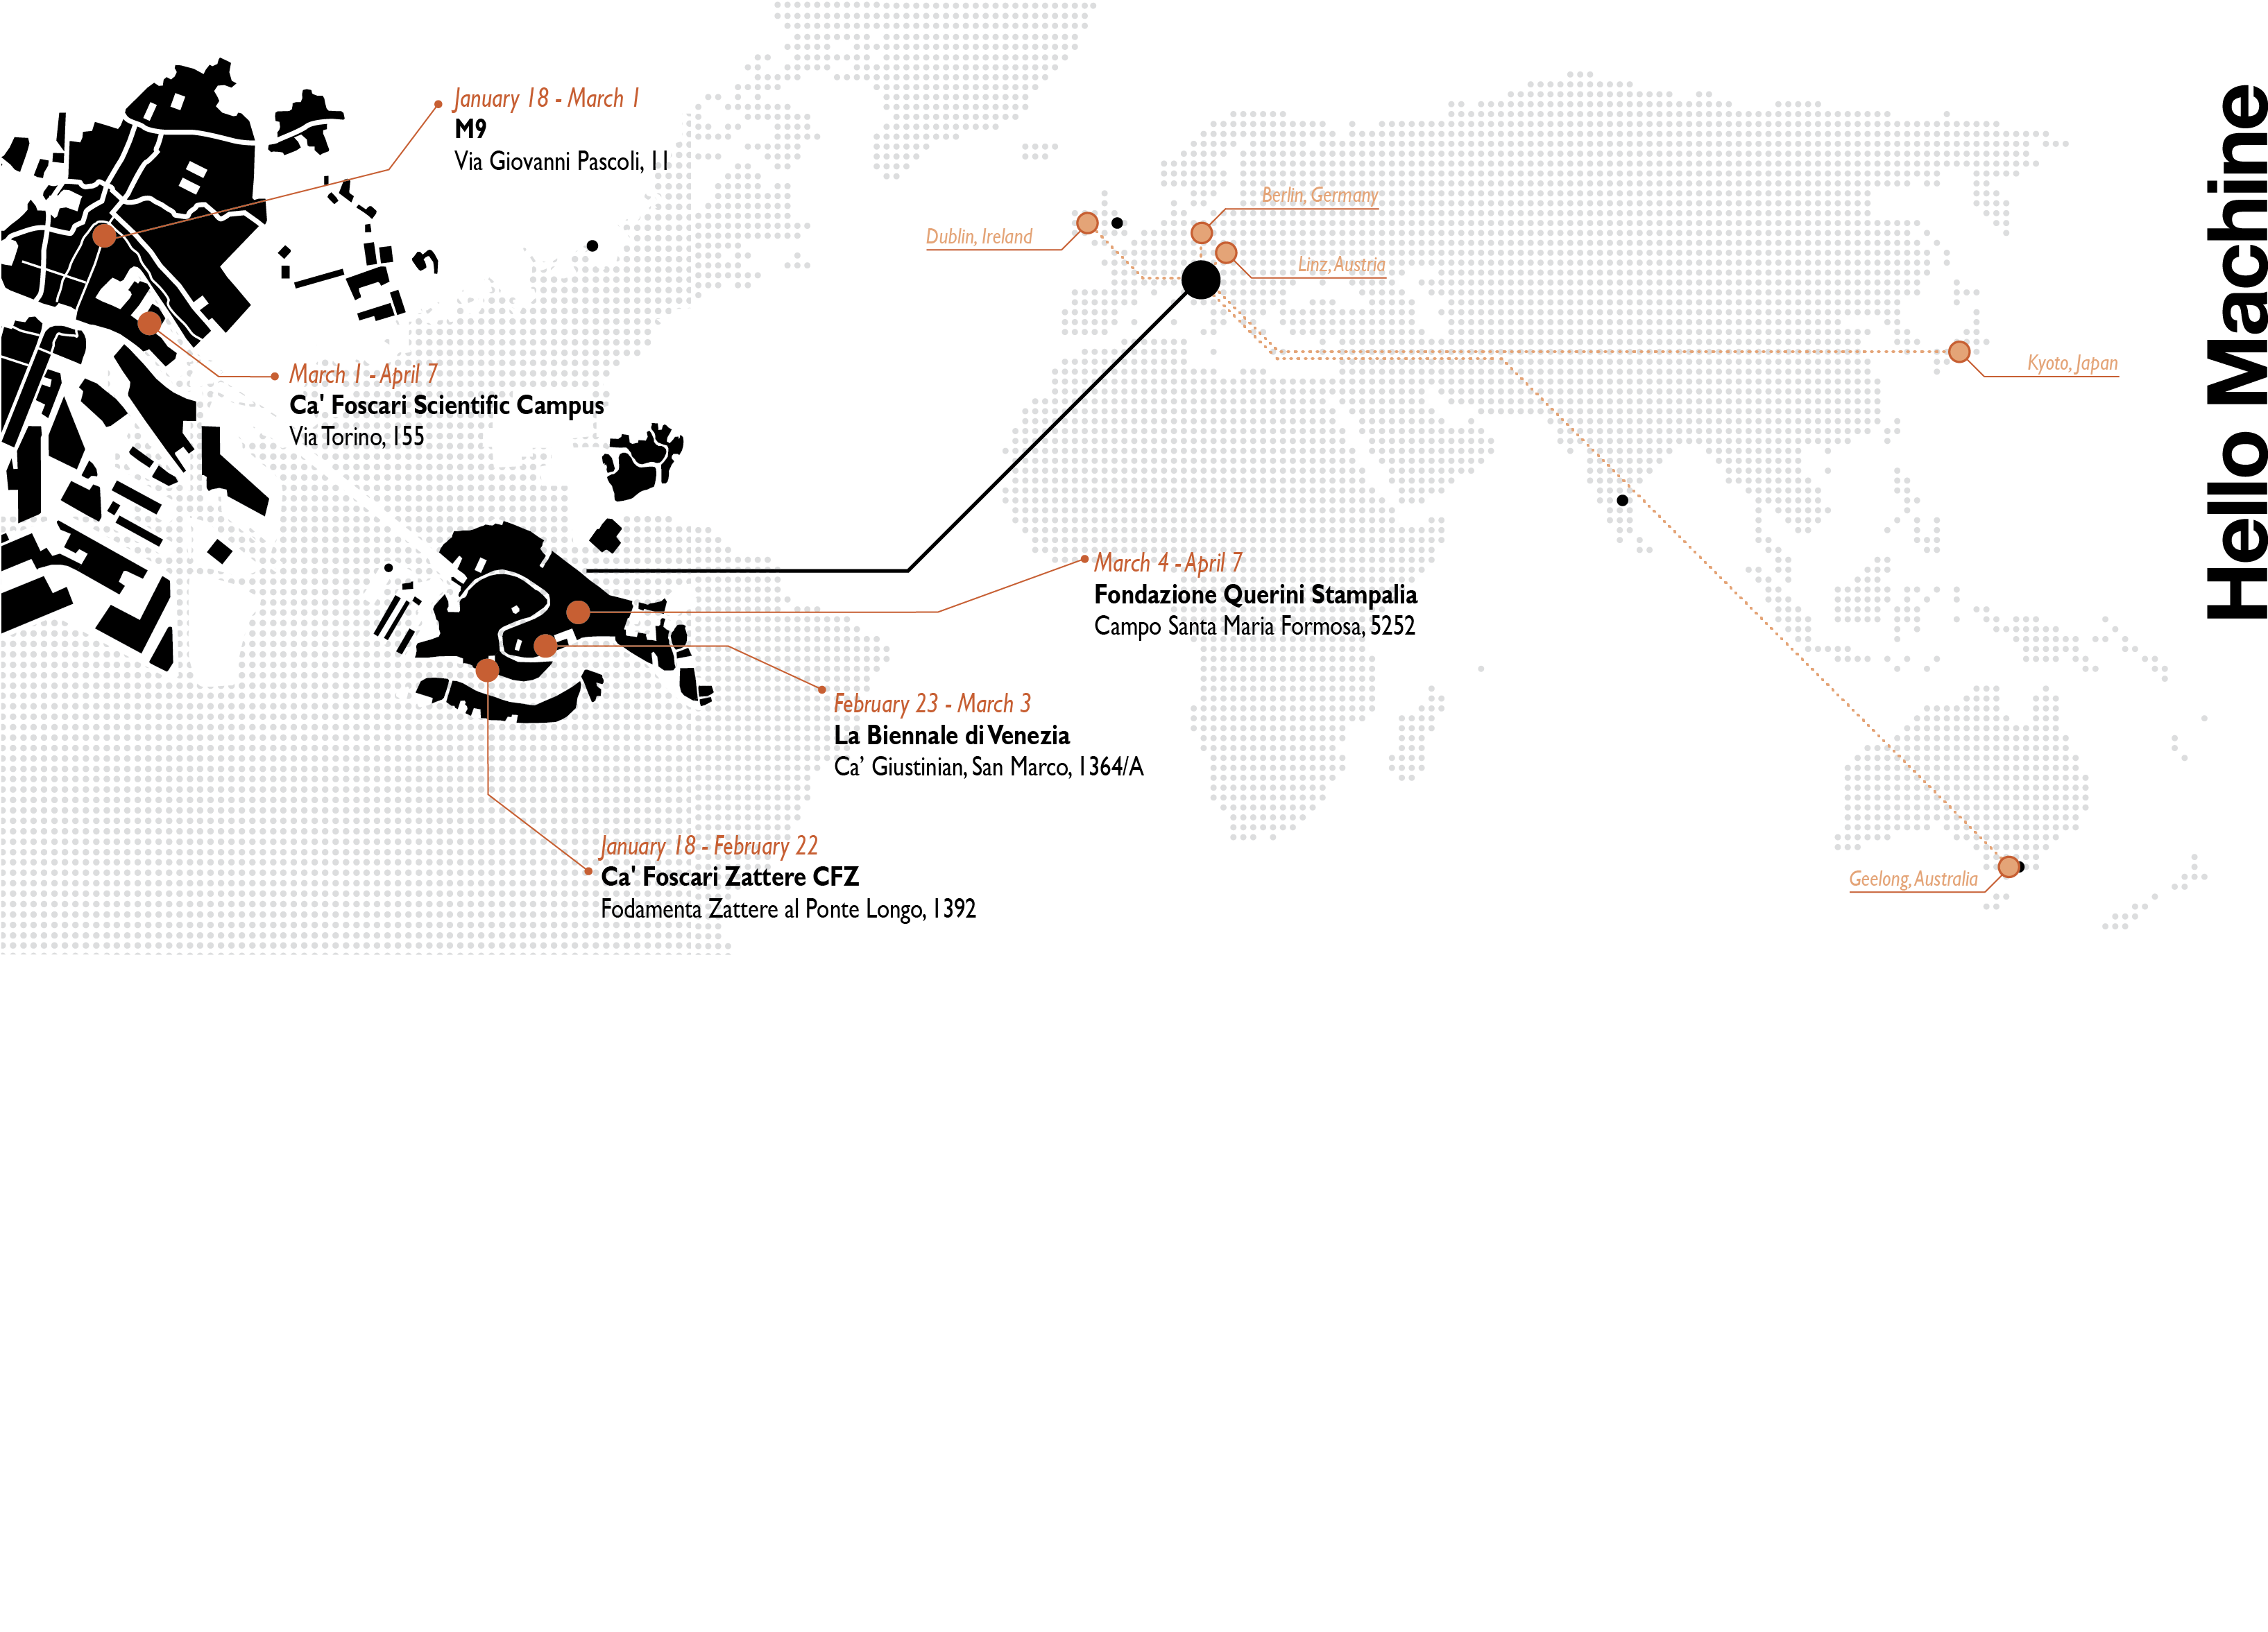 January 18 - March 1
M9
Via Giovanni Pascoli, 11
March 1 - April 7
Ca' Foscari Scientific Campus
Via Torino, 155
March 4 - April 7
Fondazione Querini Stampalia
Campo Santa Maria Formosa, 5252
February 23 - March 3
La Biennale di Venezia
Ca’ Giustinian, San Marco, 1364/A
January 18 - February 22
Ca' Foscari Zattere CFZ
Fodamenta Zattere al Ponte Longo, 1392
Dublin, Ireland
Berlin, Germany
Linz, Austria
Kyoto, Japan
Geelong, Australia
Hello Machine